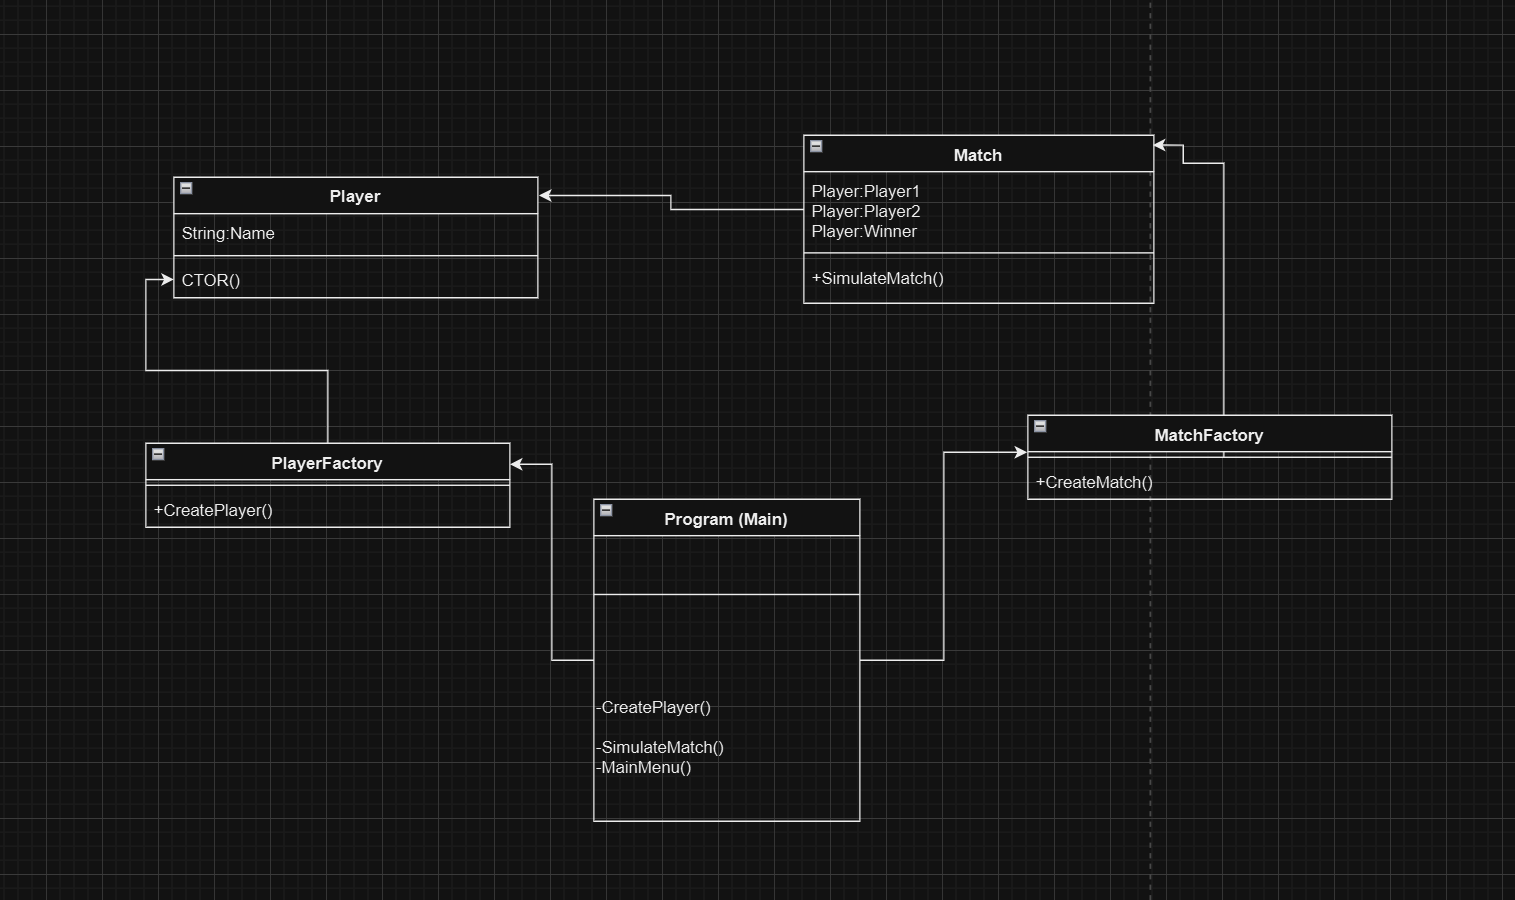 Player
String:Name
CTOR()
Match
Player:Player1
Player:Player2
Player:Winner
+SimulateMatch()
PlayerFactory
+CreatePlayer()
Program (Main)
-CreatePlayer()
-SimulateMatch()
-MainMenu()
MatchFactory
+CreateMatch()